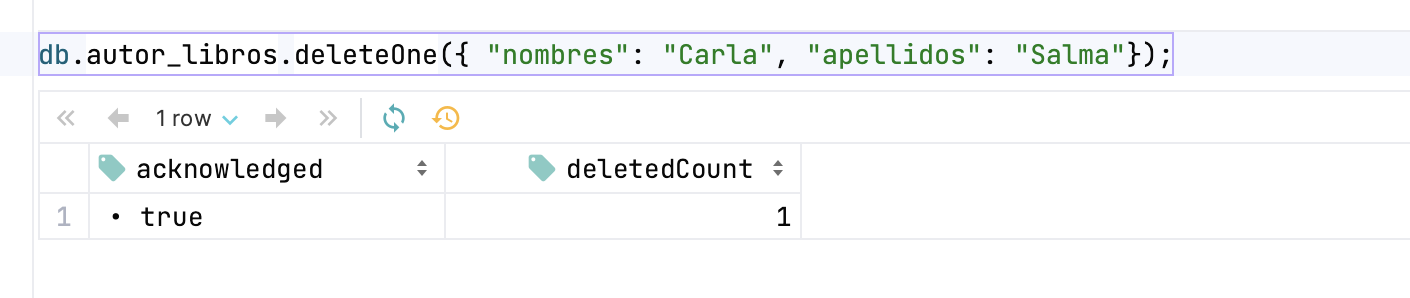 db.autor_libros.deleteOne({ "nombres": "Carla", "apellidos": "Salma"});
1 row
acknowledged deletedCount
1 • true 1